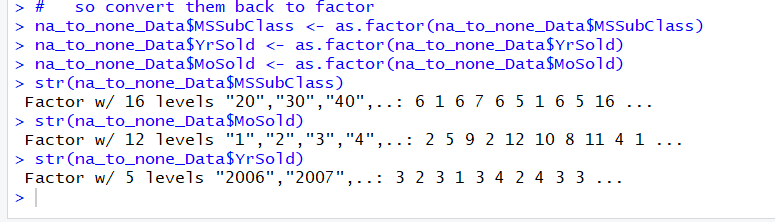 > #   so convert them back to factor
> na_to_none_Data$MSSubClass <- as.factor(na_to_none_Data$MSSubClass)
> na_to_none_Data$YrSold <- as.factor(na_to_none_Data$YrSold)
> na_to_none_Data$MoSold <- as.factor(na_to_none_Data$MoSold)
> str(na_to_none_Data$MSSubClass)
 Factor w/ 16 levels "20","30","40",..: 6 1 6 7 6 5 1 6 5 16 ...
> str(na_to_none_Data$MoSold)
 Factor w/ 12 levels "1","2","3","4",..: 2 5 9 2 12 10 8 11 4 1 ...
> str(na_to_none_Data$YrSold)
 Factor w/ 5 levels "2006","2007",..: 3 2 3 1 3 4 2 4 3 3 ...
>